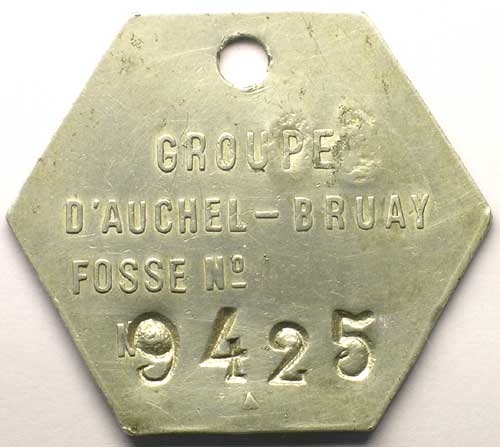 GROUPE
D'AUCHEL-BRUAY
FOSSE Nº
N 9425